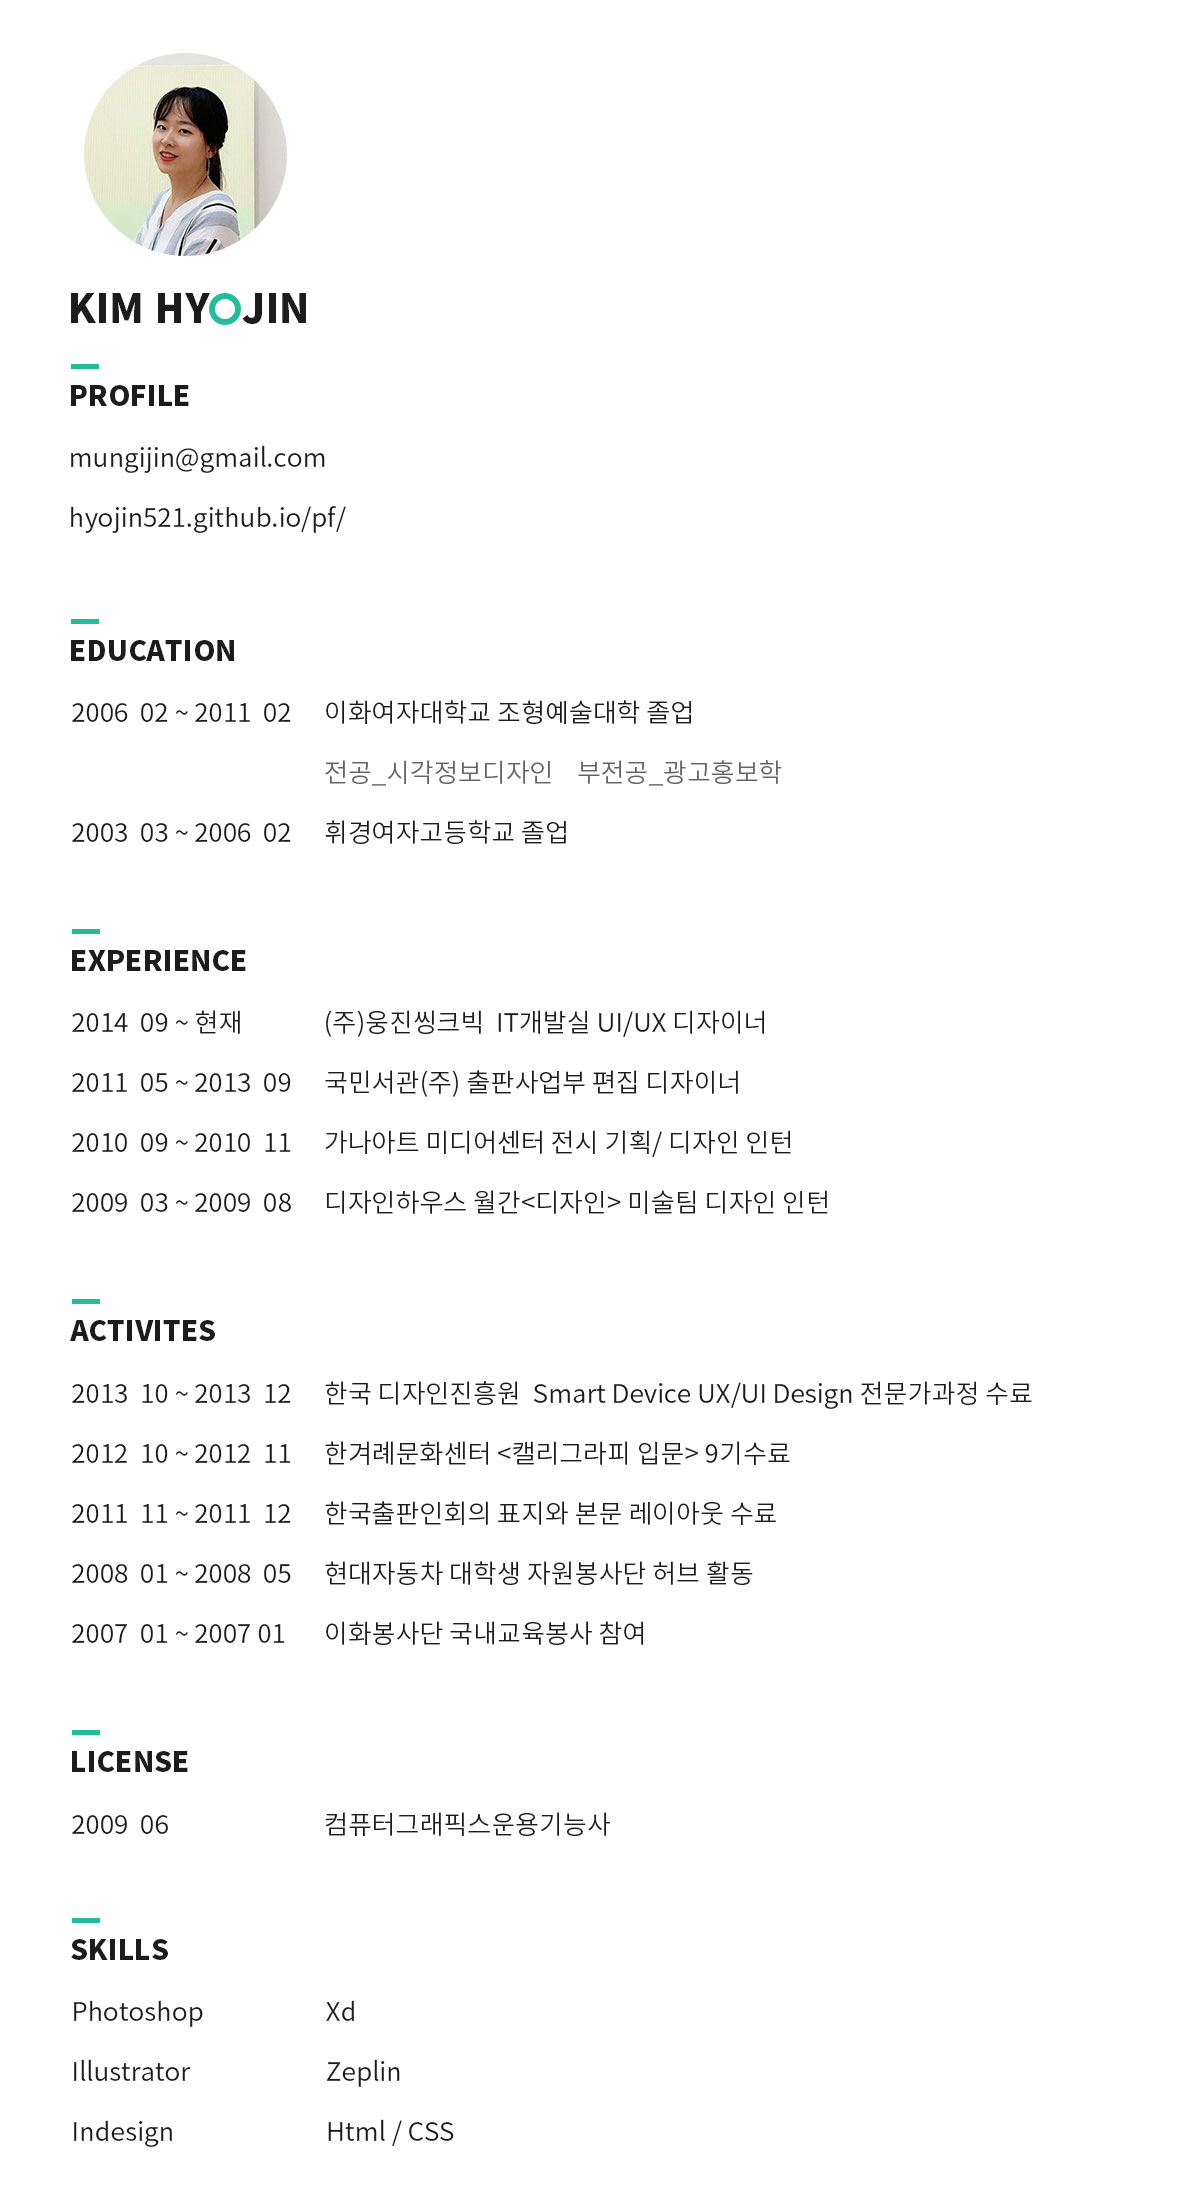 KIM HYOJIN
PROFILE
mungijin@gmail.com
hyojin521.github.io/pf/
EDUCATION
2006 02 ~ 2011 02 이화여자대학교 조형예술대학 졸업
전공_시각정보디자인 부전공_광고홍보학
2003 03 ~ 2006 02 휘경여자고등학교 졸업
EXPERIENCE
2014 09 ~ 현재 (주)웅진씽크빅 IT개발실 UI/UX 디자이너
2011 05 ~ 2013 09 국민서관(주) 출판사업부 편집 디자이너
2010 09 ~ 2010 11 가나아트 미디어센터 전시 기획/ 디자인 인턴
2009 03 ~ 2009 08 디자인하우스 월간<디자인> 미술팀 디자인 인턴
ACTIVITES
2013 10 ~ 2013 12 한국 디자인진흥원 Smart Device UX/UI Design 전문가과정 수료
2012 10 ~ 2012 11 한겨레문화센터 <캘리그라피 입문> 9기수료
2011 11 ~ 2011 12 한국출판인회의 표지와 본문 레이아웃 수료
2008 01 ~ 2008 05 현대자동차 대학생 자원봉사단 허브 활동
2007 01 ~ 2007 01 이화봉사단 국내교육봉사 참여
LICENSE
2009 06 컴퓨터그래픽스운용기능사
SKILLS
Photoshop Xd
Illustrator Zeplin
Indesign Html / CSS